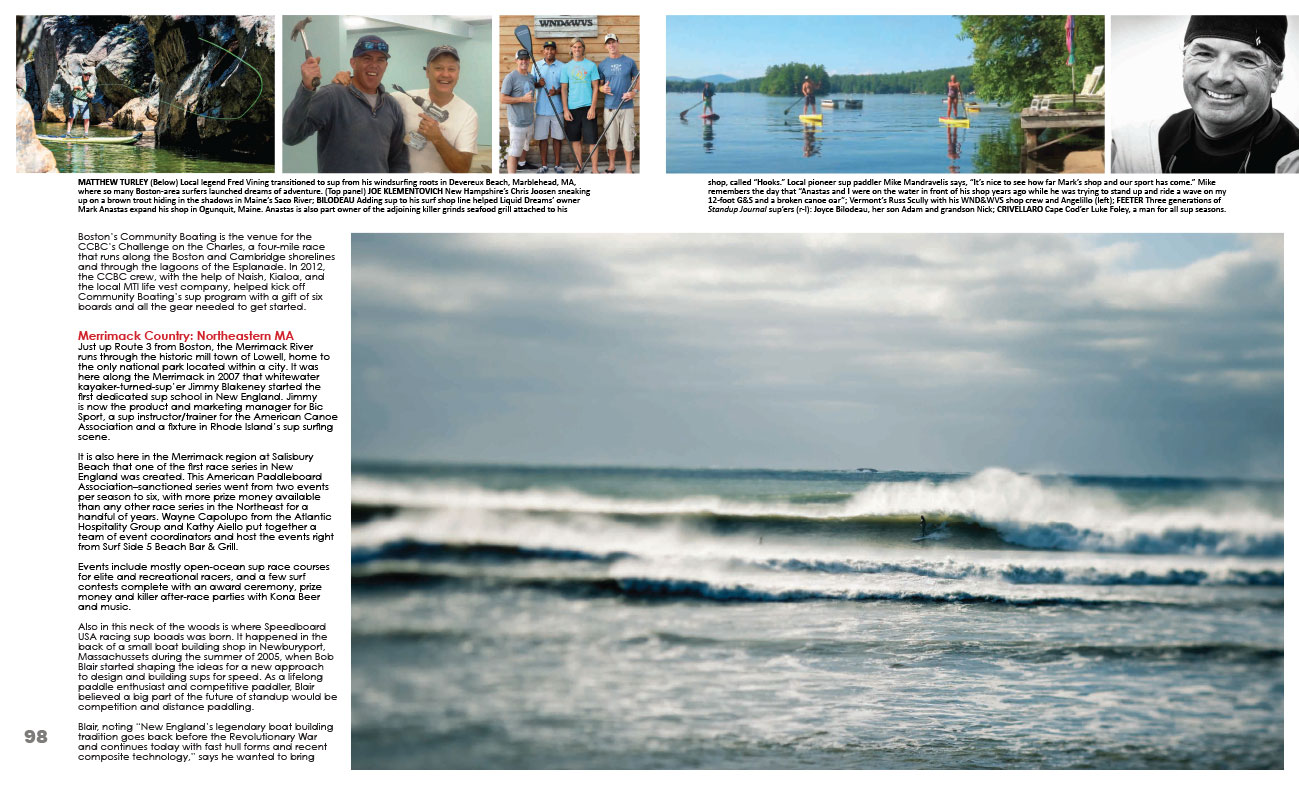 WND&WVS
MATTHEW TURLEY (Below) Local legend Fred Vining transitioned to sup from his windsurfing roots in Devereux Beach, Marblehead, MA,
where so many Boston-area surfers launched dreams of adventure. (Top panel) JOE KLEMENTOVICH New Hampshire's Chris Joosen sneaking
up on a brown trout hiding in the shadows in Maine's Saco River; BILODEAU Adding sup to his surf shop line helped Liquid Dreams' owner
Mark Anastas expand his shop in Ogunquit, Maine. Anastas is also part owner of the adjoining killer grinds seafood grill attached to his
shop, called "Hooks." Local pioneer sup paddler Mike Mandravelis says, "It's nice to see how far Mark's shop and our sport has come." Mike
remembers the day that "Anastas and I were on the water in front of his shop years ago while he was trying to stand up and ride a wave on my
12-foot G&S and a broken canoe oar"; Vermont's Russ Scully with his WND&WVS shop crew and Angelillo (left); FEETER Three generations of
Standup Journal sup'ers (r-l): Joyce Bilodeau, her son Adam and grandson Nick; CRIVELLARO Cape Cod'er Luke Foley, a man for all sup seasons.
Boston's Community Boating is the venue for the
CCBC's Challenge on the Charles, a four-mile race
that runs along the Boston and Cambridge shorelines
and through the lagoons of the Esplanade. In 2012,
the CCBC crew, with the help of Naish, Kialoa, and
the local MTI life vest company, helped kick off
Community Boating's sup program with a gift of six
boards and all the gear needed to get started.
Merrimack Country: Northeastern MA
Just up Route 3 from Boston, the Merrimack River
runs through the historic mill town of Lowell, home to
the only national park located within a city. It was
here along the Merrimack in 2007 that whitewater
kayaker-turned-sup'er Jimmy Blakeney started the
first dedicated sup school in New England. Jimmy
is now the product and marketing manager for Bic
Sport, a sup instructor/trainer for the American Canoe
Association and a fixture in Rhode Island's sup surfing
scene.
It is also here in the Merrimack region at Salisbury
Beach that one of the first race series in New
England was created. This American Paddleboard
Association–sanctioned series went from two events
per season to six, with more prize money available
than any other race series in the Northeast for a
handful of years. Wayne Capolupo from the Atlantic
Hospitality Group and Kathy Aiello put together a
team of event coordinators and host the events right
from Surf Side 5 Beach Bar & Grill.
Events include mostly open-ocean sup race courses
for elite and recreational racers, and a few surf
contests complete with an award ceremony, prize
money and killer after-race parties with Kona Beer
and music.
Also in this neck of the woods is where Speedboard
USA racing sup boads was born. It happened in the
back of a small boat building shop in Newburyport,
Massachussets during the summer of 2005, when Bob
Blair started shaping the ideas for a new approach
to design and building sups for speed. As a lifelong
paddle enthusiast and competitive paddler, Blair
believed a big part of the future of standup would be
competition and distance paddling.
Blair, noting "New England's legendary boat building
tradition goes back before the Revolutionary War
and continues today with fast hull forms and recent
composite technology," says he wanted to bring
98